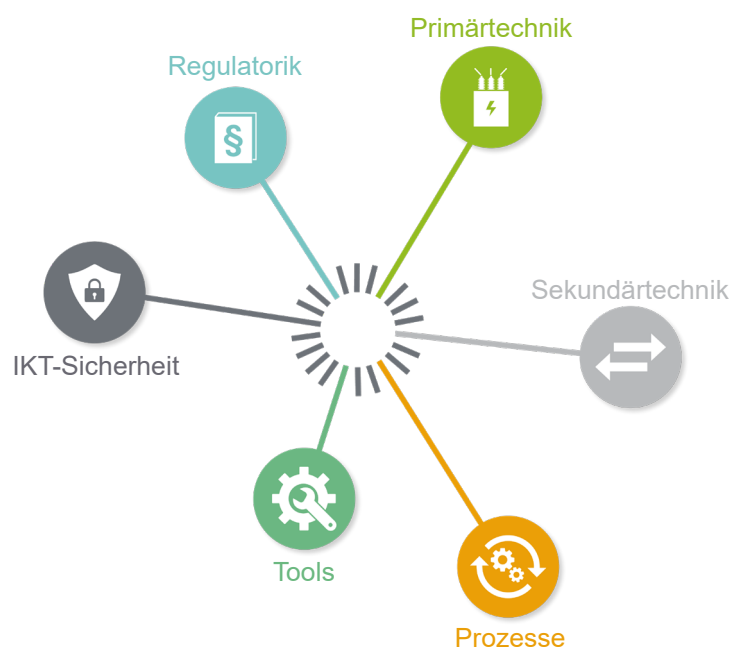 Primärtechnik
Regulatorik
Sekundärtechnik
IKT-Sicherheit
Tools
Prozesse
§